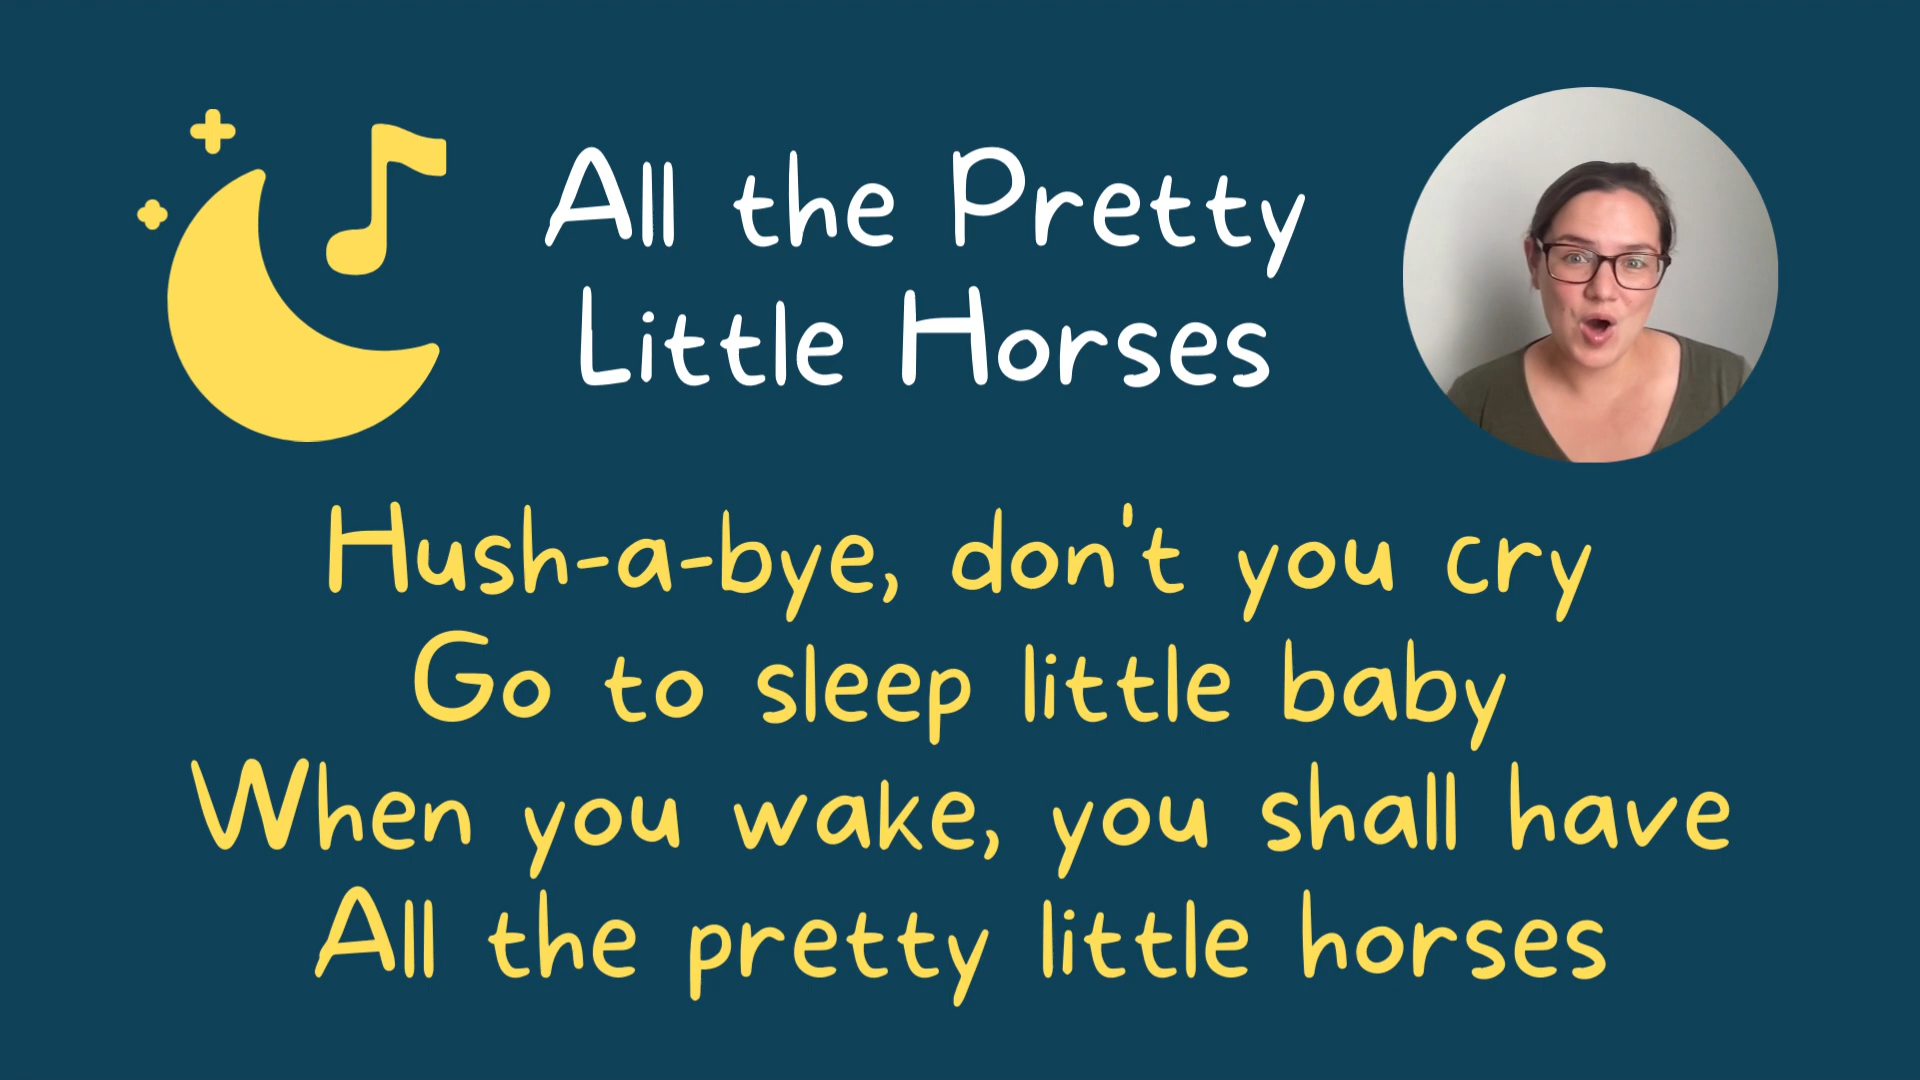 All the Pretty
Little Horses
Hush-a-bye, don't you cry
Go to sleep little baby
When you wake, you shall have
All the pretty little horses